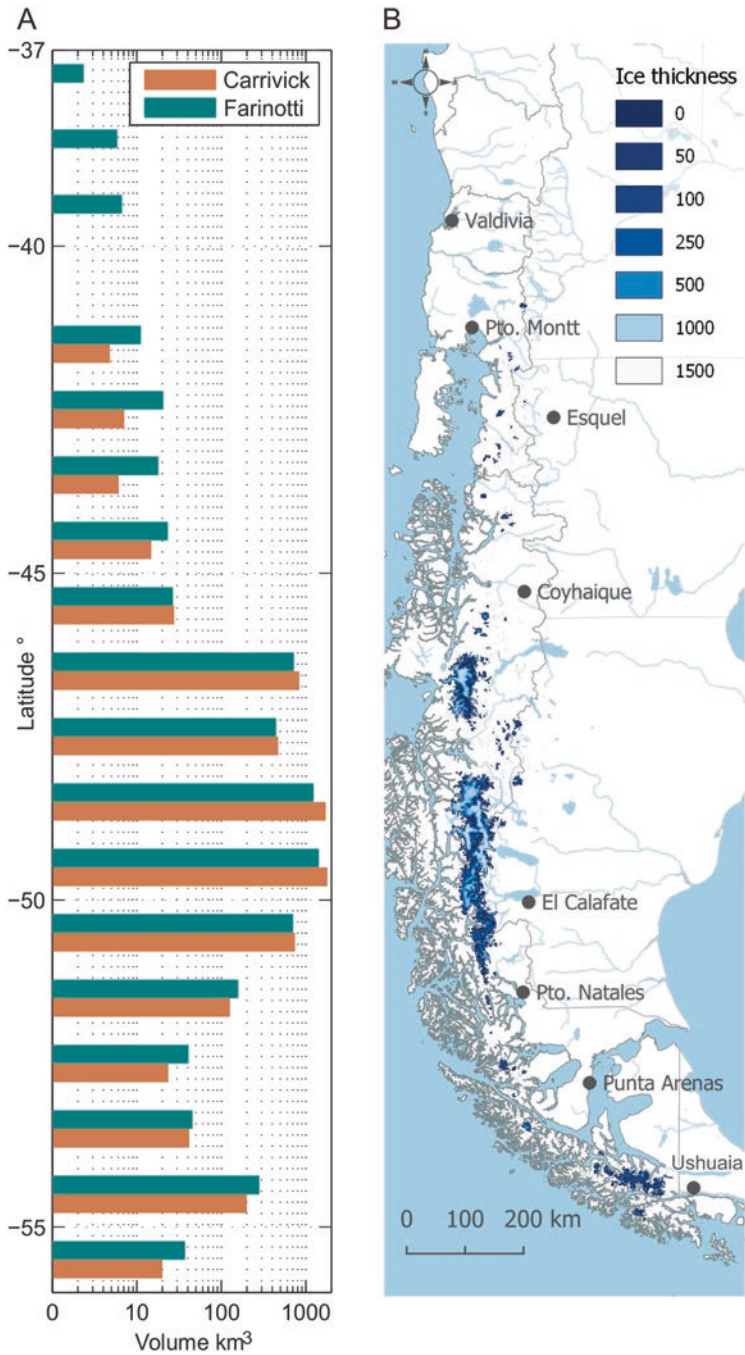 A
−37
Carrivick
Farinotti
−40
−45
−50
−55
Latitude °
0
10
100
1000
Volume km³
B
N
W
S
Ice thickness
0
50
100
250
500
1000
1500
Valdivia
Pto. Montt
Esquel
Coyhaique
El Calafate
Pto. Natales
Punta Arenas
Ushuaia
0
100
200 km